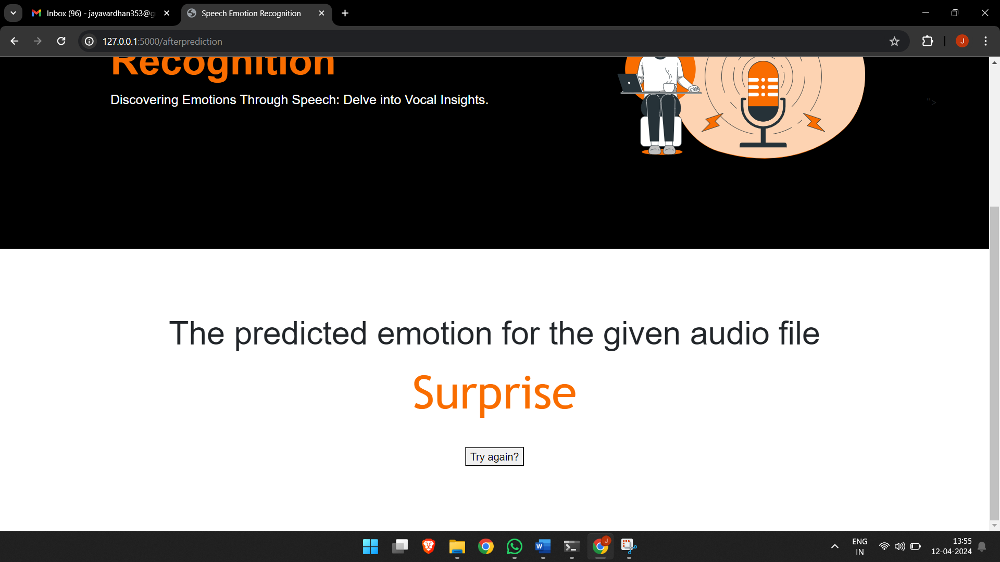 Inbox (96) - jayavardhan353@g
Speech Emotion Recognition
127.0.0.1:5000/afterprediction
J
Recognition
Discovering Emotions Through Speech: Delve into Vocal Insights.
">
The predicted emotion for the given audio file
Surprise
Try again?
W
J
ENG
IN
13:55
12-04-2024